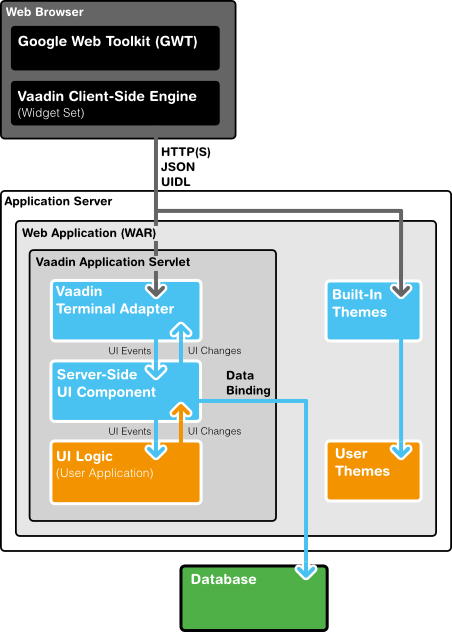 Web Browser
Google Web Toolkit (GWT)
Vaadin Client-Side Engine
(Widget Set)
HTTP(S)
JSON
UIDL
Application Server
Web Application (WAR)
Vaadin Application Servlet
Vaadin
Terminal Adapter
Built-In
Themes
UI Events
UI Changes
Server-Side
UI Component
Data
Binding
UI Events
UI Changes
UI Logic
(User Application)
User
Themes
Database